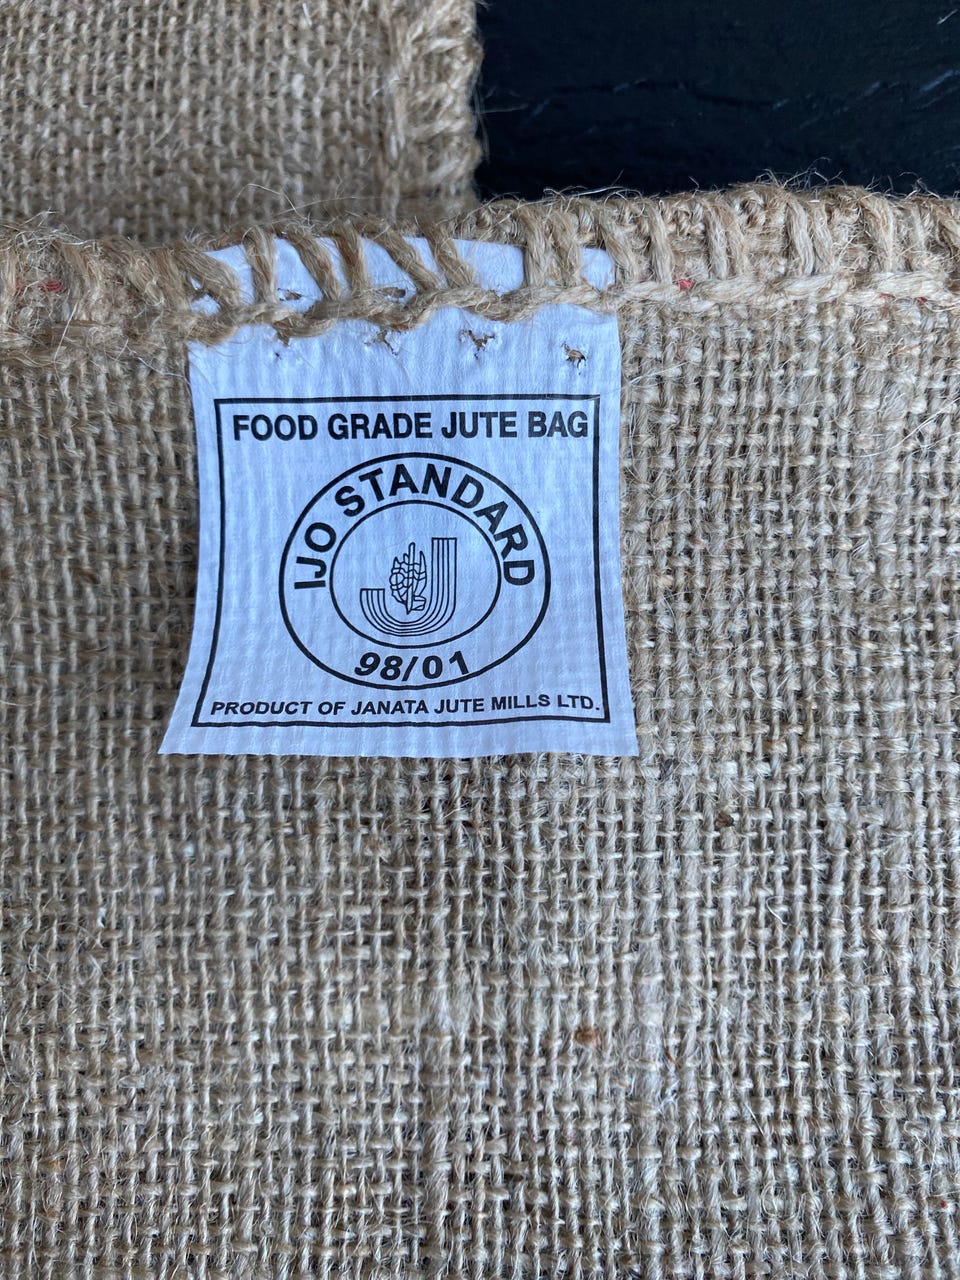 FOOD GRADE JUTE BAG
IJO STANDARD
98/01
PRODUCT OF JANATA JUTE MILLS LTD.